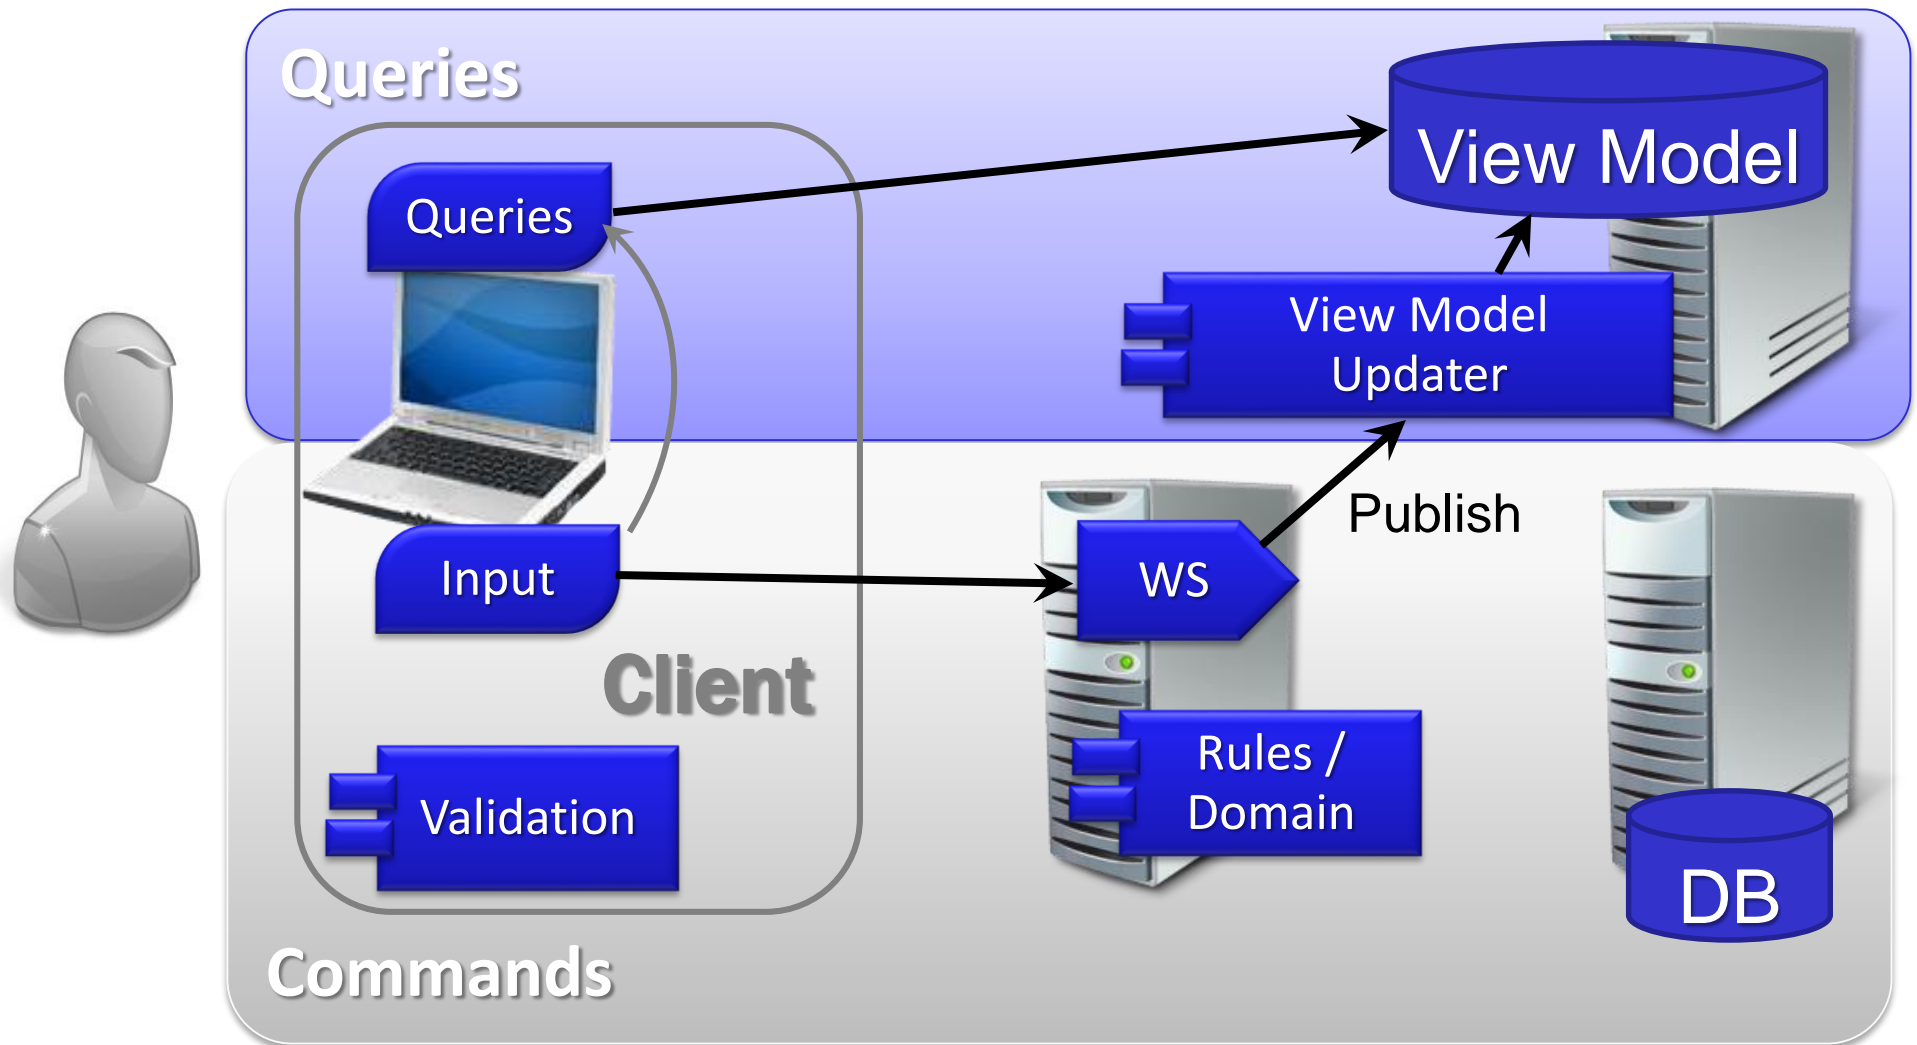 Queries
View Model
Queries
View Model
Updater
Publish
Input
WS
Client
Rules /
Domain
Validation
DB
Commands